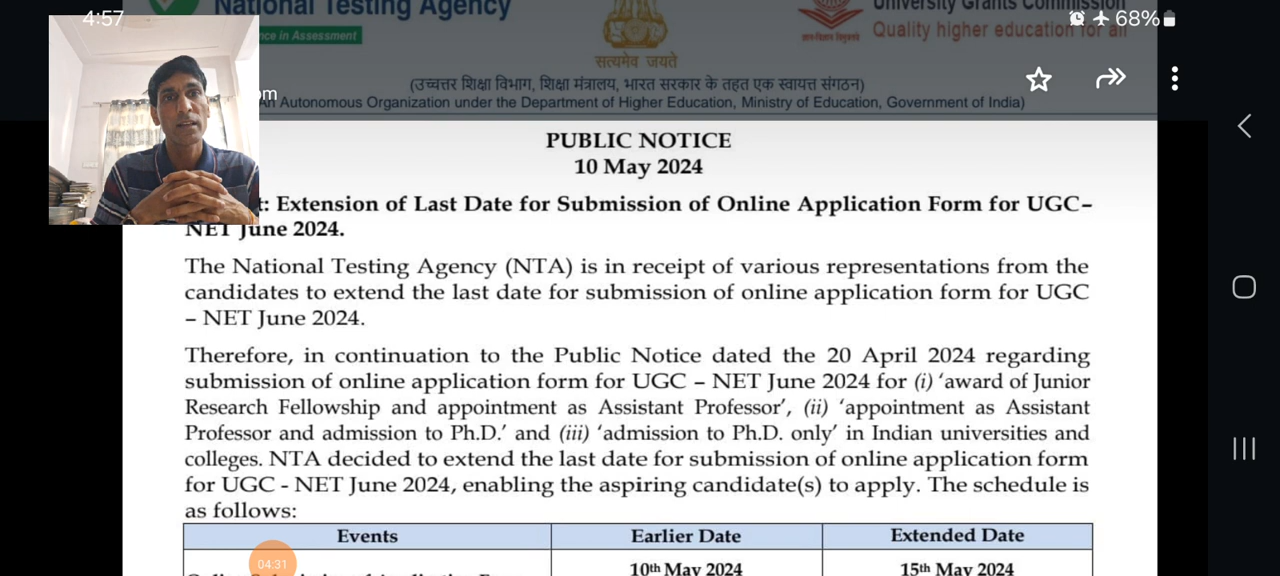 4:57
68%
National Testing Agency
University Grants Commission
nce in Assessment
Quality higher education for all
सत्यमेव जयते
ज्ञान-विज्ञान विमुक्तये
(उच्चत्तर शिक्षा विभाग, शिक्षा मंत्रालय, भारत सरकार के तहत एक स्वायत्त संगठन)
om
An Autonomous Organization under the Department of Higher Education, Ministry of Education, Government of India)
PUBLIC NOTICE
10 May 2024
t: Extension of Last Date for Submission of Online Application Form for UGC–
NET June 2024.
The National Testing Agency (NTA) is in receipt of various representations from the
candidates to extend the last date for submission of online application form for UGC
– NET June 2024.
Therefore, in continuation to the Public Notice dated the 20 April 2024 regarding
submission of online application form for UGC – NET June 2024 for (i) ‘award of Junior
Research Fellowship and appointment as Assistant Professor’, (ii) ‘appointment as Assistant
Professor and admission to Ph.D.’ and (iii) ‘admission to Ph.D. only’ in Indian universities and
colleges. NTA decided to extend the last date for submission of online application form
for UGC - NET June 2024, enabling the aspiring candidate(s) to apply. The schedule is
as follows:
Events Earlier Date Extended Date
04:31
10th May 2024 15th May 2024